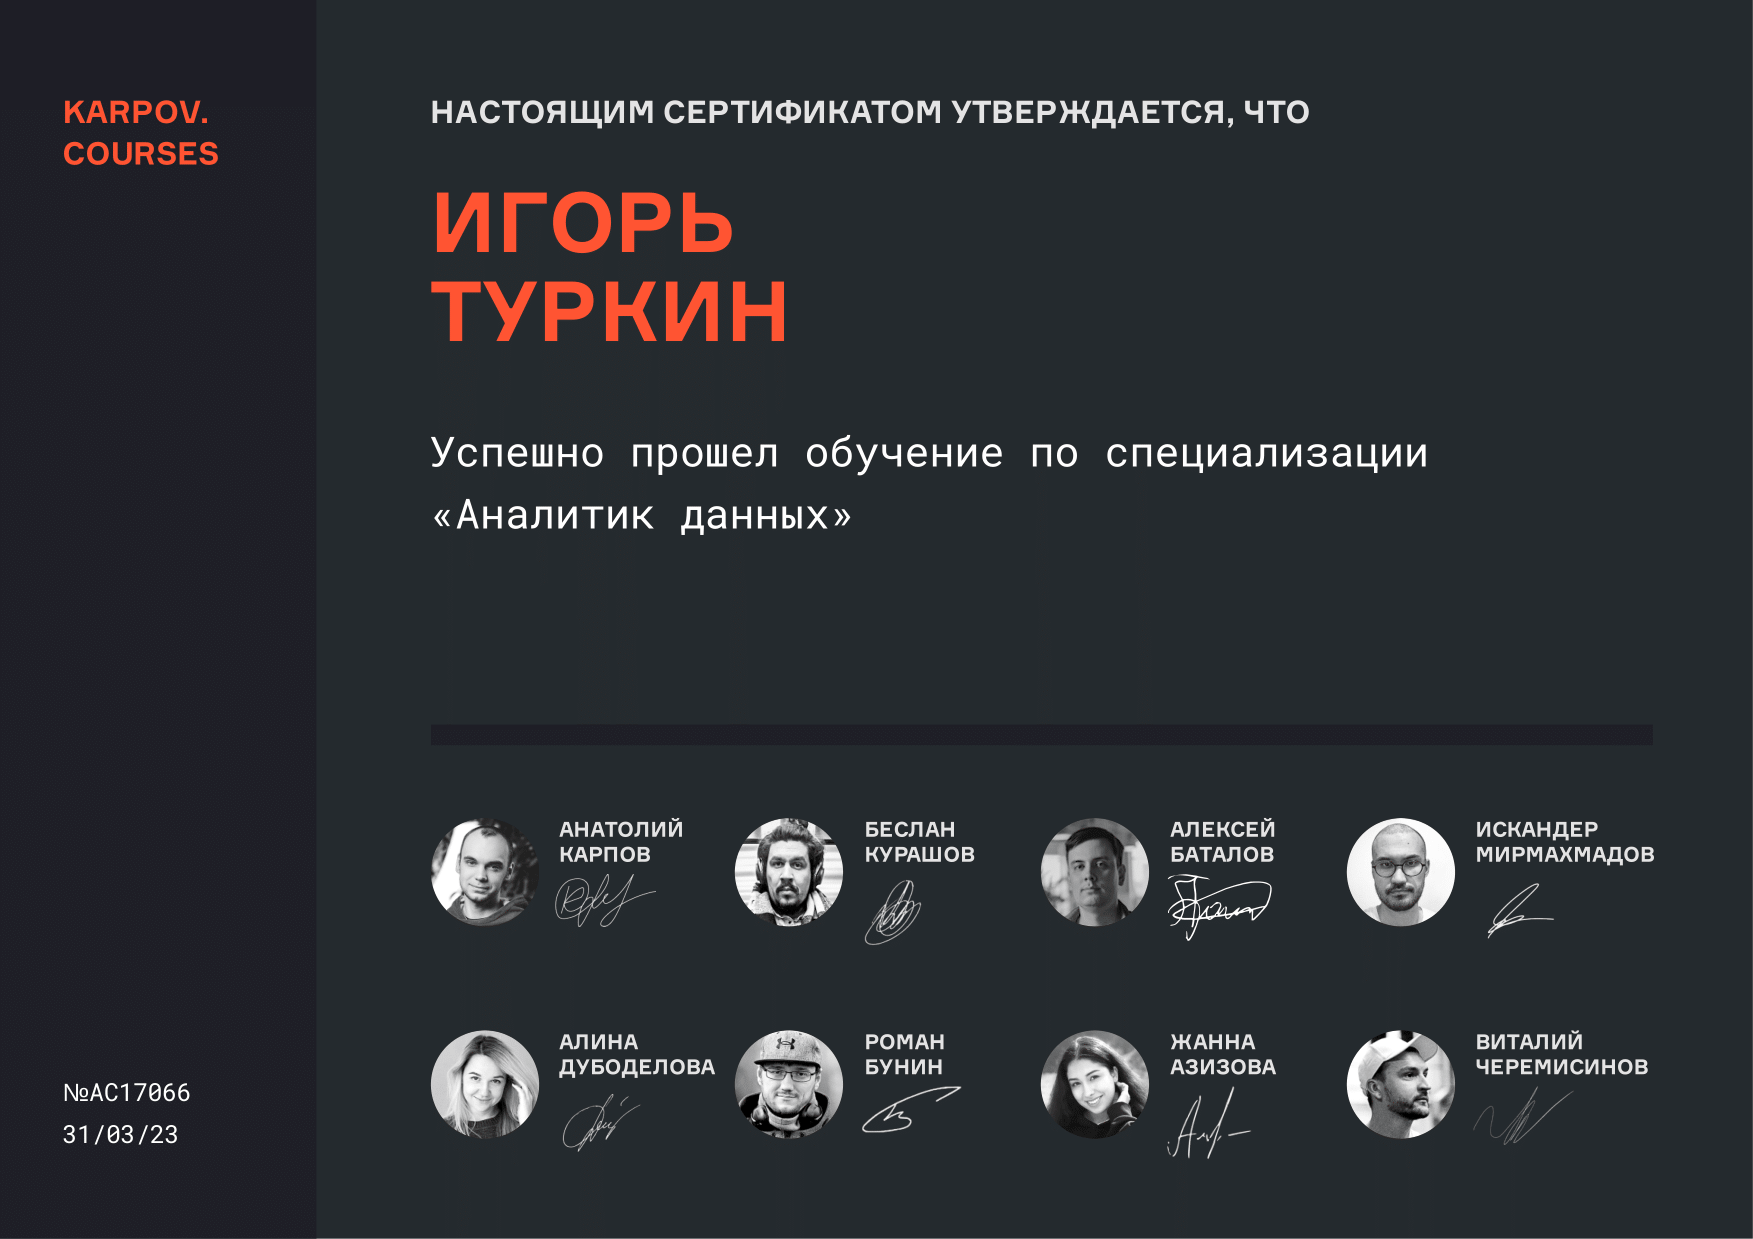 KARPOV.
COURSES
НАСТОЯЩИМ СЕРТИФИКАТОМ УТВЕРЖДАЕТСЯ, ЧТО
ИГОРЬ
ТУРКИН
Успешно прошел обучение по специализации
«Аналитик данных»
АНАТОЛИЙ
КАРПОВ
БЕСЛАН
КУРАШОВ
АЛЕКСЕЙ
БАТАЛОВ
ИСКАНДЕР
МИРМАХМАДОВ
АЛИНА
ДУБОДЕЛОВА
РОМАН
БУНИН
ЖАННА
АЗИЗОВА
ВИТАЛИЙ
ЧЕРЕМИСИНОВ
№AC17066
31/03/23